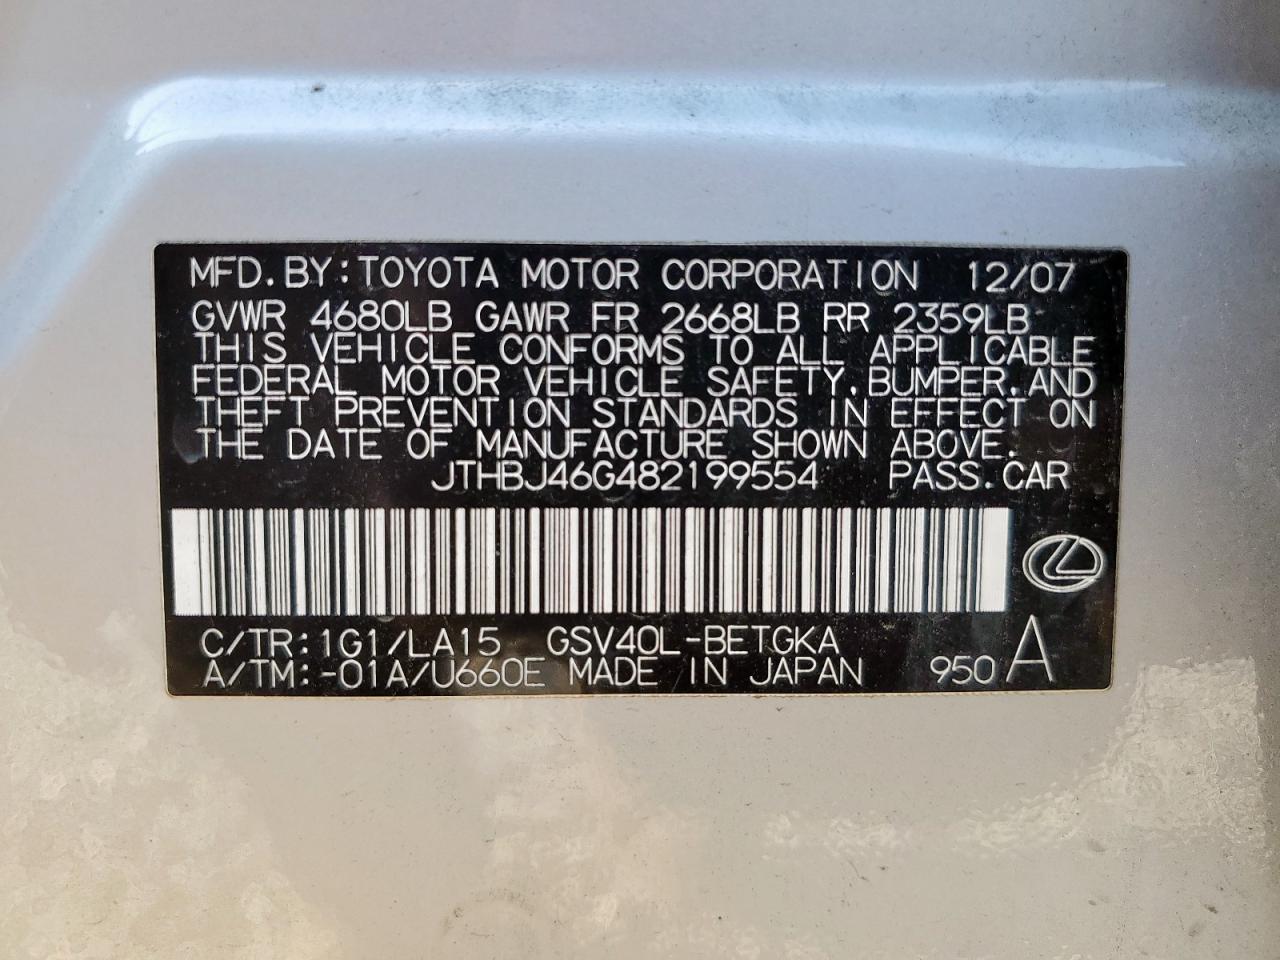 MFD.BY:TOYOTA MOTOR CORPORATION 12/07
GVWR 4680LB GAWR FR 2668LB RR 2359LB
THIS VEHICLE CONFORMS TO ALL APPLICABLE
FEDERAL MOTOR VEHICLE SAFETY,BUMPER,AND
THEFT PREVENTION STANDARDS IN EFFECT ON
THE DATE OF MANUFACTURE SHOWN ABOVE.
JTHBJ46G482199554 PASS.CAR
C/TR:1G1/LA15 GSV40L-BETGKA
A/TM:-01A/U660E MADE IN JAPAN 950 A